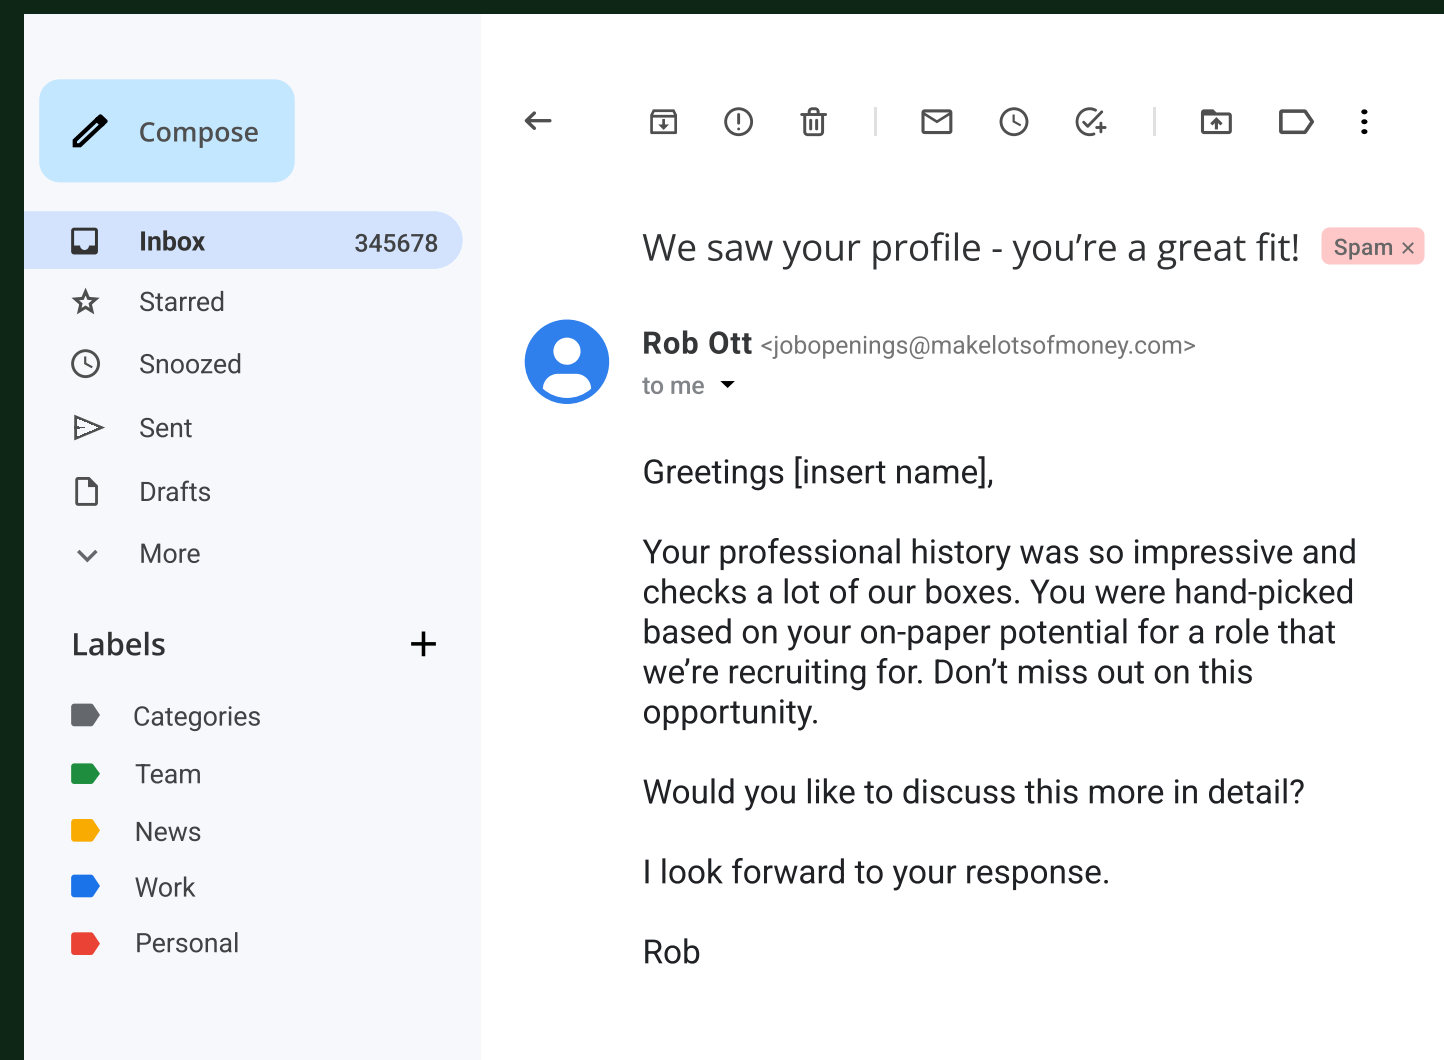 Compose
Inbox 345678
Starred
Snoozed
Sent
Drafts
More
Labels
Categories
Team
News
Work
Personal
We saw your profile - you’re a great fit! Spam ×
Rob Ott <jobopenings@makelotsofmoney.com>
to me
Greetings [insert name],
Your professional history was so impressive and
checks a lot of our boxes. You were hand-picked
based on your on-paper potential for a role that
we’re recruiting for. Don’t miss out on this
opportunity.
Would you like to discuss this more in detail?
I look forward to your response.
Rob